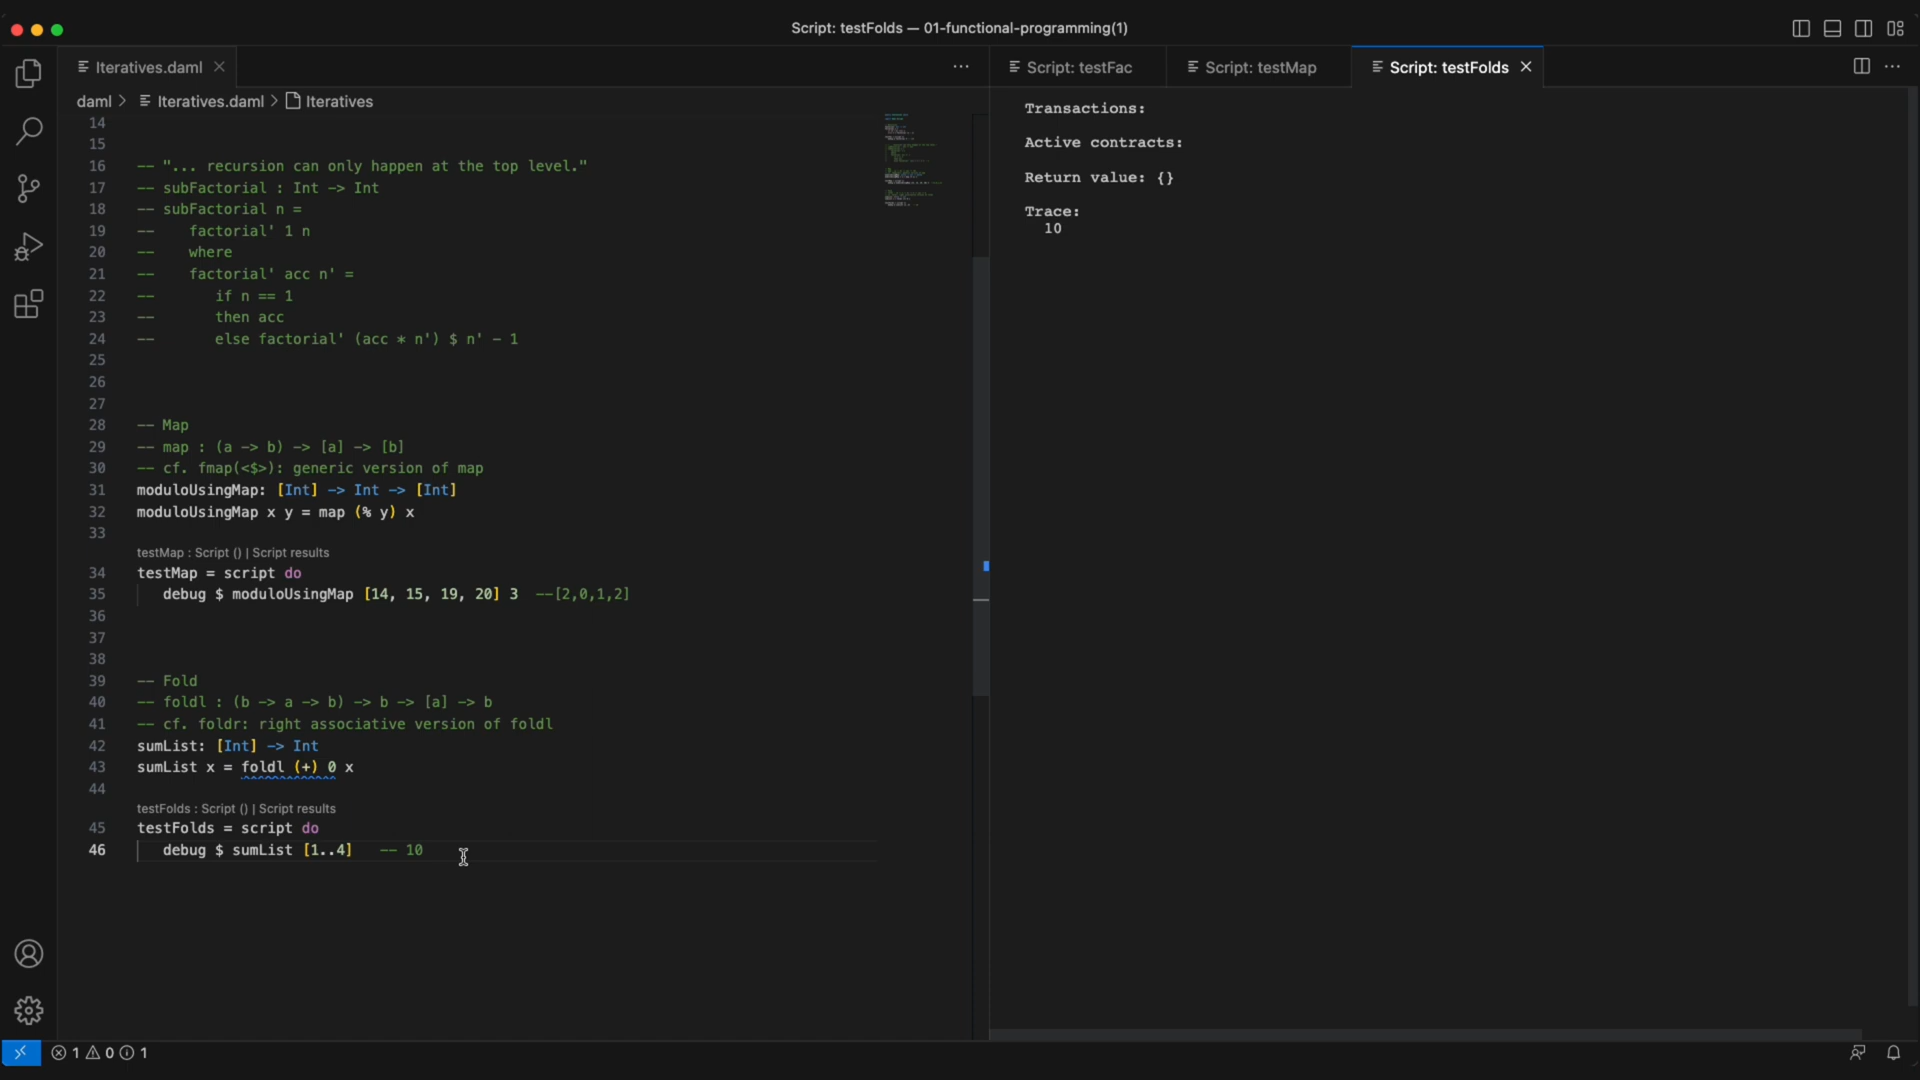 Script: testFolds — 01-functional-programming(1)
Iteratives.daml
daml > Iteratives.daml > Iteratives
14
15
16 -- "... recursion can only happen at the top level."
17 -- subFactorial : Int -> Int
18 -- subFactorial n =
19 --    factorial' 1 n
20 --    where
21 --    factorial' acc n' =
22 --       if n == 1
23 --       then acc
24 --       else factorial' (acc * n') $ n' - 1
25
26
27
28 -- Map
29 -- map : (a -> b) -> [a] -> [b]
30 -- cf. fmap(<$>): generic version of map
31 moduloUsingMap: [Int] -> Int -> [Int]
32 moduloUsingMap x y = map (% y) x
33
testMap : Script () | Script results
34 testMap = script do
35    debug $ moduloUsingMap [14, 15, 19, 20] 3  --[2,0,1,2]
36
37
38
39 -- Fold
40 -- foldl : (b -> a -> b) -> b -> [a] -> b
41 -- cf. foldr: right associative version of foldl
42 sumList: [Int] -> Int
43 sumList x = foldl (+) 0 x
44
testFolds : Script () | Script results
45 testFolds = script do
46    debug $ sumList [1..4]   -- 10
Script: testFac
Script: testMap
Script: testFolds
Transactions:
Active contracts:
Return value: {}
Trace:
  10
1 0 1